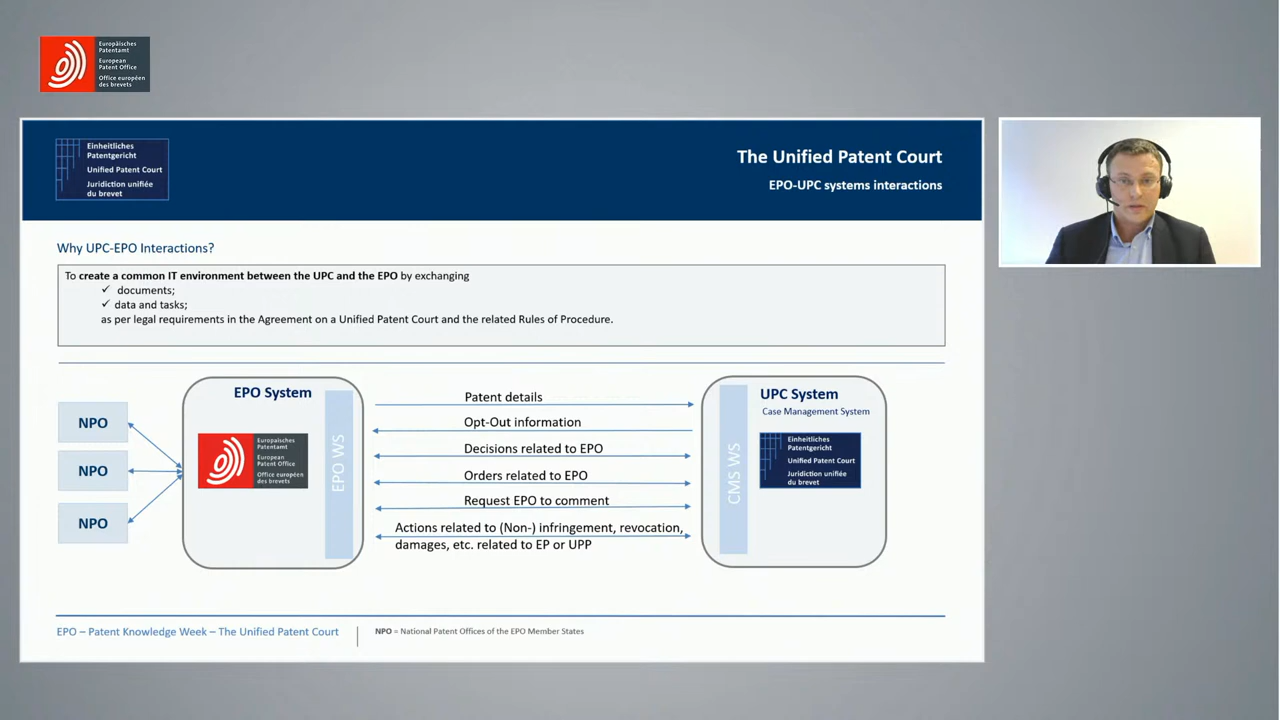 Europäisches
Patentamt
European
Patent Office
Office européen
des brevets
Einheitliches
Patentgericht
Unified Patent Court
Juridiction unifiée
du brevet
The Unified Patent Court
EPO-UPC systems interactions
Why UPC-EPO Interactions?
To create a common IT environment between the UPC and the EPO by exchanging
✓ documents;
✓ data and tasks;
as per legal requirements in the Agreement on a Unified Patent Court and the related Rules of Procedure.
NPO
NPO
NPO
EPO System
Europäisches
Patentamt
European
Patent Office
Office européen
des brevets
EPO WS
Patent details
Opt-Out information
Decisions related to EPO
Orders related to EPO
Request EPO to comment
Actions related to (Non-) infringement, revocation,
damages, etc. related to EP or UPP
CMS WS
UPC System
Case Management System
Einheitliches
Patentgericht
Unified Patent Court
Juridiction unifiée
du brevet
EPO – Patent Knowledge Week – The Unified Patent Court
NPO = National Patent Offices of the EPO Member States